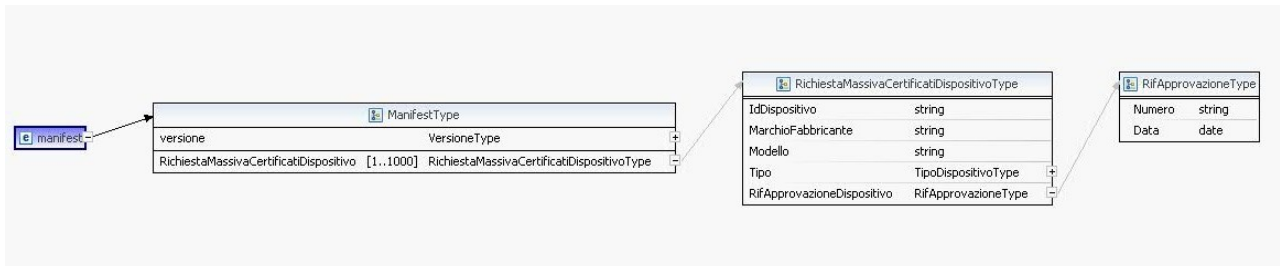 e manifest
ManifestType
versione VersioneType
RichiestaMassivaCertificatiDispositivo [1..1000] RichiestaMassivaCertificatiDispositivoType
RichiestaMassivaCertificatiDispositivoType
IdDispositivo string
MarchioFabbricante string
Modello string
Tipo TipoDispositivoType
RifApprovazioneDispositivo RifApprovazioneType
RifApprovazioneType
Numero string
Data date